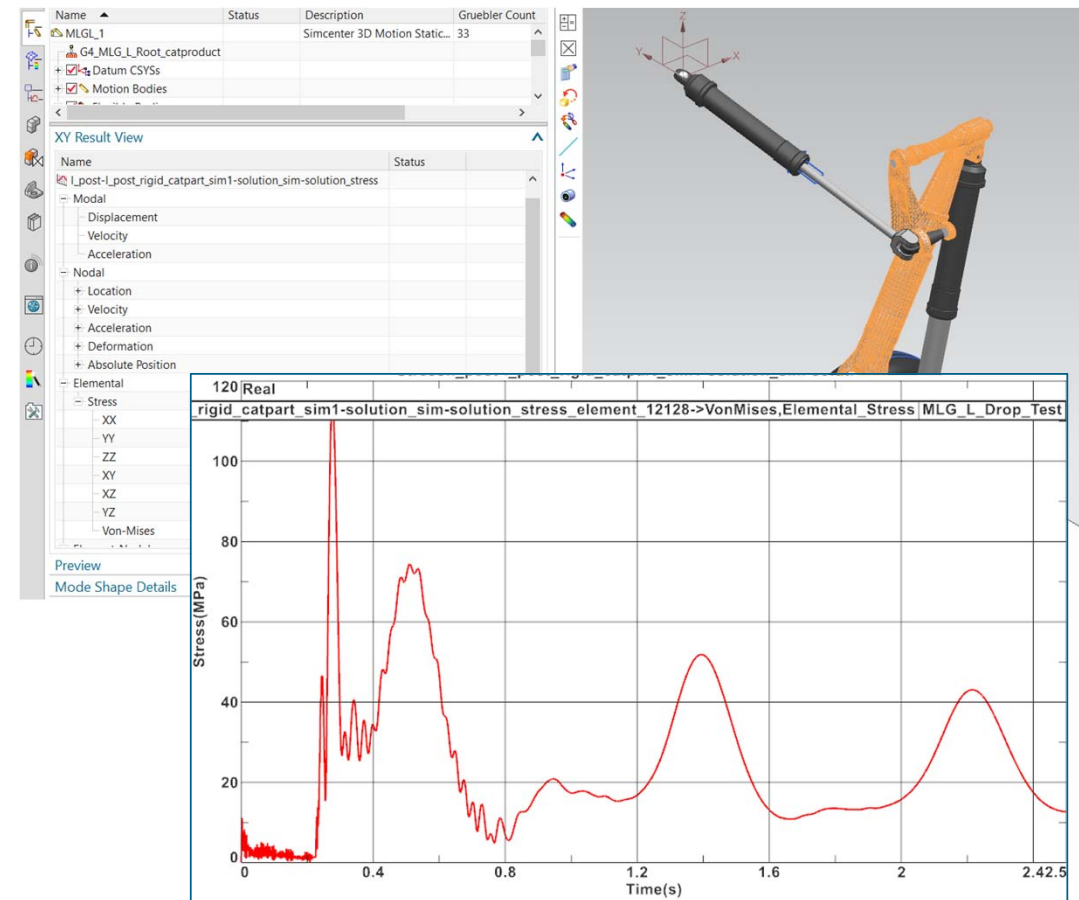 Name Status Description Gruebler Count
MLGL_1 Simcenter 3D Motion Static... 33
G4_MLG_L_Root_catproduct
Datum CSYSs
Motion Bodies
XY Result View
Name Status
l_post-l_post_rigid_catpart_sim1-solution_sim-solution_stress
Modal
Displacement
Velocity
Acceleration
Nodal
Location
Velocity
Acceleration
Deformation
Absolute Position
Elemental
Stress
XX
YY
ZZ
XY
XZ
YZ
Von-Mises
Preview
Mode Shape Details
Z
Y
X
120 Real
_rigid_catpart_sim1-solution_sim-solution_stress_element_12128->VonMises,Elemental_Stress MLG_L_Drop_Test
100
80
60
40
20
0
Stress(MPa)
0 0.4 0.8 1.2 1.6 2 2.42.5
Time(s)